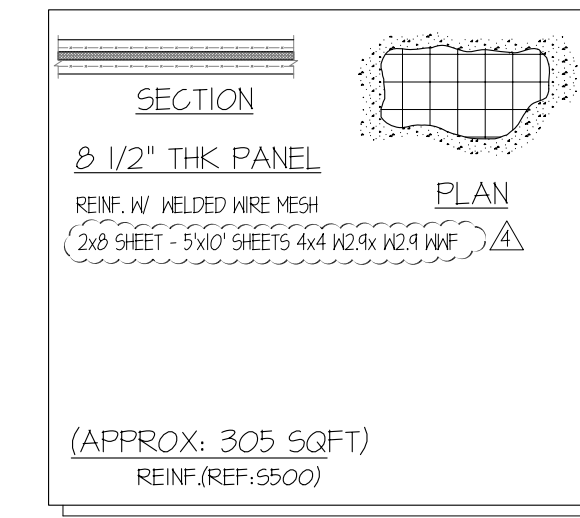 SECTION
8 1/2" THK PANEL
PLAN
REINF. W/ WELDED WIRE MESH
2x8 SHEET - 5'x10' SHEETS 4x4 W2.9x W2.9 WWF
4
(APPROX: 305 SQFT)
REINF.(REF:S500)